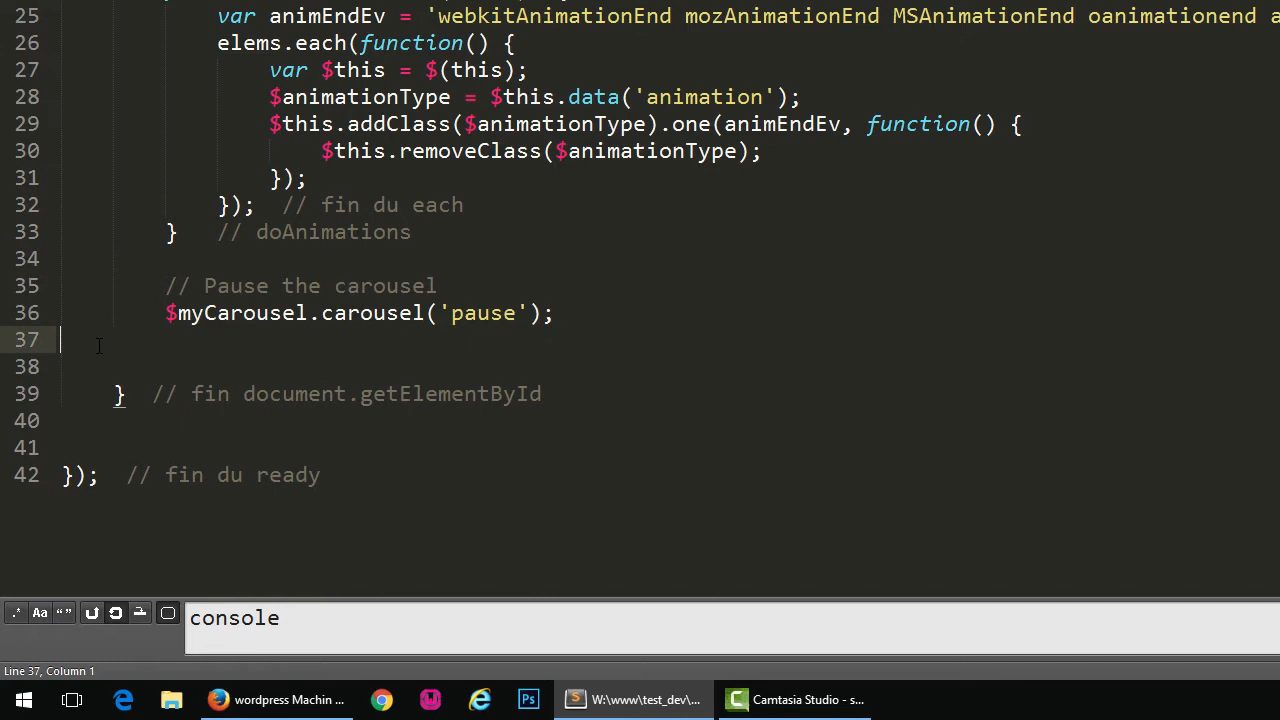 25 var animEndEv = 'webkitAnimationEnd mozAnimationEnd MSAnimationEnd oanimationend a
26 elems.each(function() {
27 var $this = $(this);
28 $animationType = $this.data('animation');
29 $this.addClass($animationType).one(animEndEv, function() {
30 $this.removeClass($animationType);
31 });
32 }); // fin du each
33 } // doAnimations
34
35 // Pause the carousel
36 $myCarousel.carousel('pause');
37
38
39 } // fin document.getElementById
40
41
42 }); // fin du ready
.* Aa “”
console
Line 37, Column 1
wordpress Machin ...
Ps
W:\www\test_dev\...
Camtasia Studio - s...